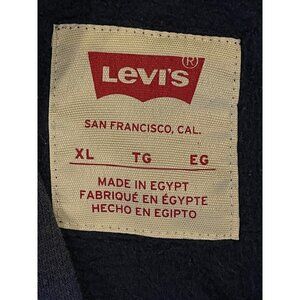 LEVI'S
®
SAN FRANCISCO, CAL.
XL TG EG
MADE IN EGYPT
FABRIQUÉ EN ÉGYPTE
HECHO EN EGIPTO